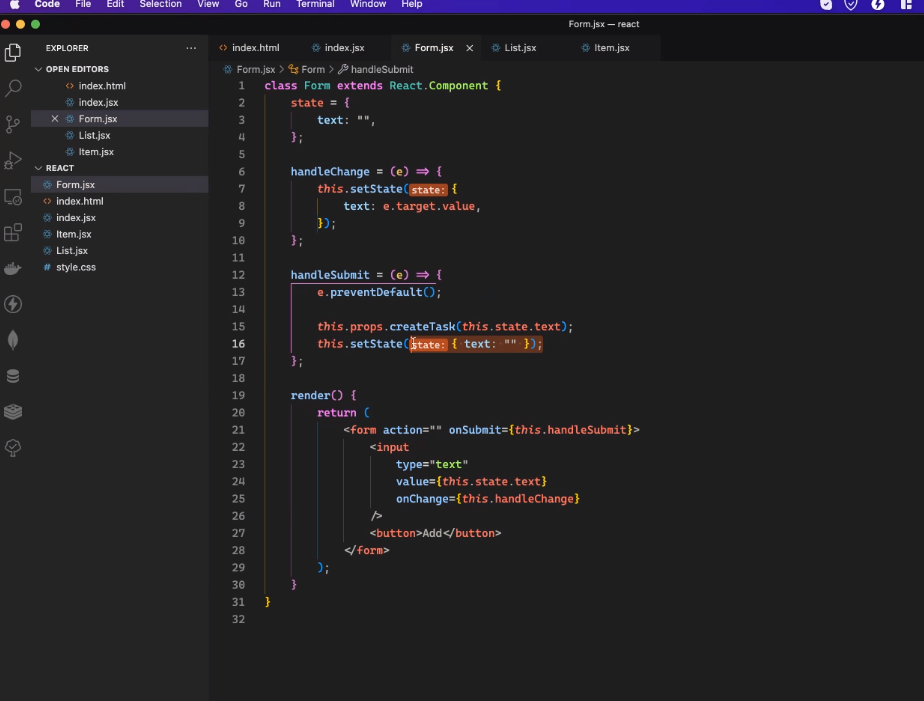 Code File Edit Selection View Go Run Terminal Window Help
Form.jsx — react
EXPLORER ···
index.html index.jsx Form.jsx × List.jsx Item.jsx
OPEN EDITORS
Form.jsx > Form > handleSubmit
index.html
index.jsx
× Form.jsx
List.jsx
Item.jsx
REACT
Form.jsx
<> index.html
index.jsx
Item.jsx
List.jsx
# style.css
1 class Form extends React.Component {
2 state = {
3 text: "",
4 };
5
6 handleChange = (e) => {
7 this.setState(state: {
8 text: e.target.value,
9 });
10 };
11
12 handleSubmit = (e) => {
13 e.preventDefault();
14
15 this.props.createTask(this.state.text);
16 this.setState(state: { text: "" });
17 };
18
19 render() {
20 return (
21 <form action="" onSubmit={this.handleSubmit}>
22 <input
23 type="text"
24 value={this.state.text}
25 onChange={this.handleChange}
26 />
27 <button>Add</button>
28 </form>
29 );
30 }
31 }
32